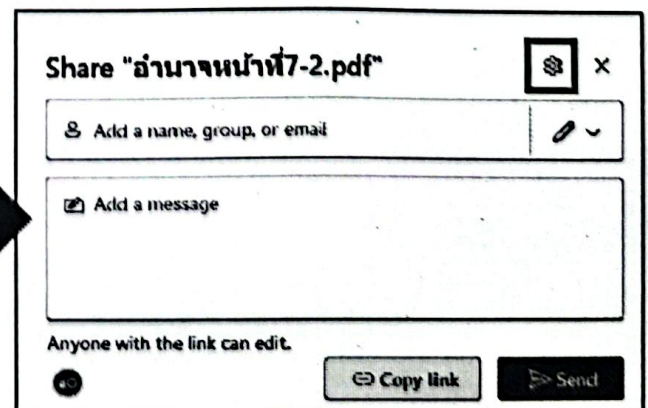 Share "อำนาจหน้าที่7-2.pdf"
Add a name, group, or email
Add a message
Anyone with the link can edit.
Copy link
Send